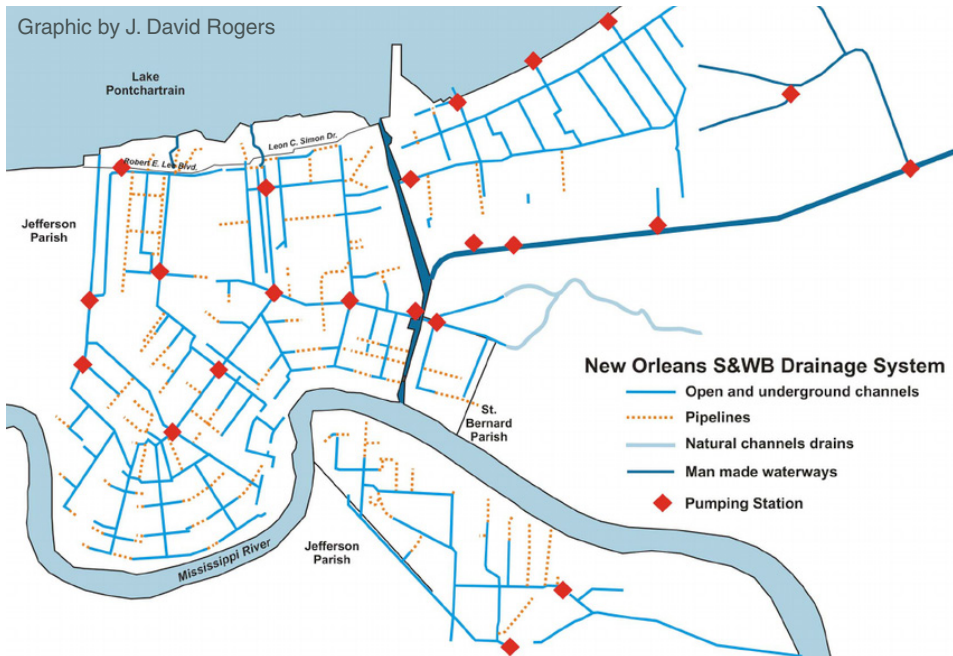 Graphic by J. David Rogers
Lake
Pontchartrain
Leon C. Simon Dr.
Robert E. Lee Blvd.
Jefferson
Parish
New Orleans S&WB Drainage System
Open and underground channels
Pipelines
Natural channels drains
Man made waterways
Pumping Station
St.
Bernard
Parish
Jefferson
Parish
Mississippi River